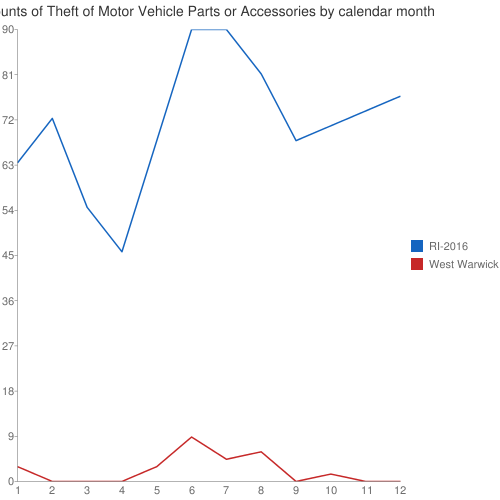 unts of Theft of Motor Vehicle Parts or Accessories by calendar month
90
81
72
63
54
45
36
27
18
9
0
1 2 3 4 5 6 7 8 9 10 11 12
RI-2016
West Warwick